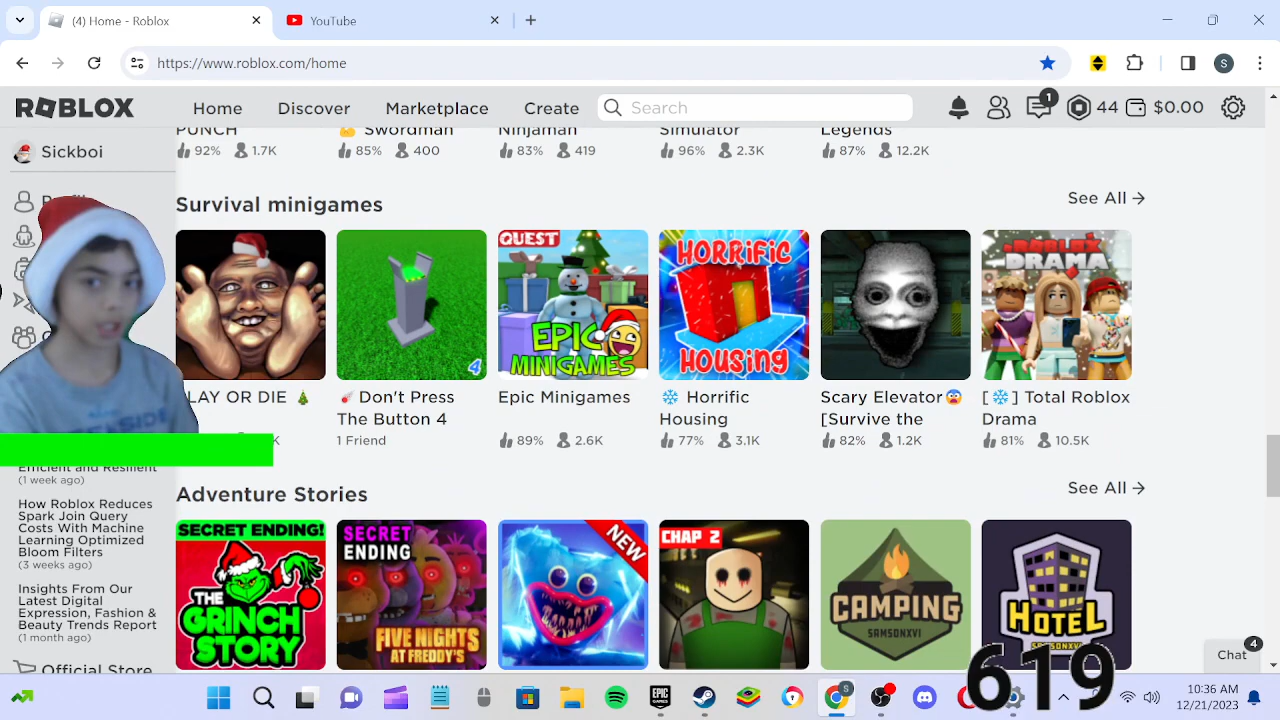 (4) Home - Roblox
YouTube
https://www.roblox.com/home
S
ROBLOX
Home
Discover
Marketplace
Create
Search
1
44
$0.00
PUNCH
Swordman
Ninjaman
Simulator
Legends
92% 1.7K
85% 400
83% 419
96% 2.3K
87% 12.2K
Sickboi
Survival minigames
See All →
QUEST
EPIC
MINIGAMES
HORRIFIC
HOUSING
ROBLOX
DRAMA
4
LAY OR DIE
Don't Press
The Button 4
1 Friend
Epic Minigames
89% 2.6K
Horrific
Housing
77% 3.1K
Scary Elevator
[Survive the
82% 1.2K
[❄️] Total Roblox
Drama
81% 10.5K
Efficient and Resilient
(1 week ago)
How Roblox Reduces
Spark Join Query
Costs With Machine
Learning Optimized
Bloom Filters
(3 weeks ago)
Insights From Our
Latest Digital
Expression, Fashion &
Beauty Trends Report
(1 month ago)
Official Store
Adventure Stories
See All →
SECRET ENDING!
THE
GRINCH
STORY
SECRET
ENDING
FIVE NIGHTS
AT FREDDY'S
NEW
CHAP 2
CAMPING
SAMSONXVI
HOTEL
619
Chat
4
EPIC
GAMES
S
10:36 AM
12/21/2023